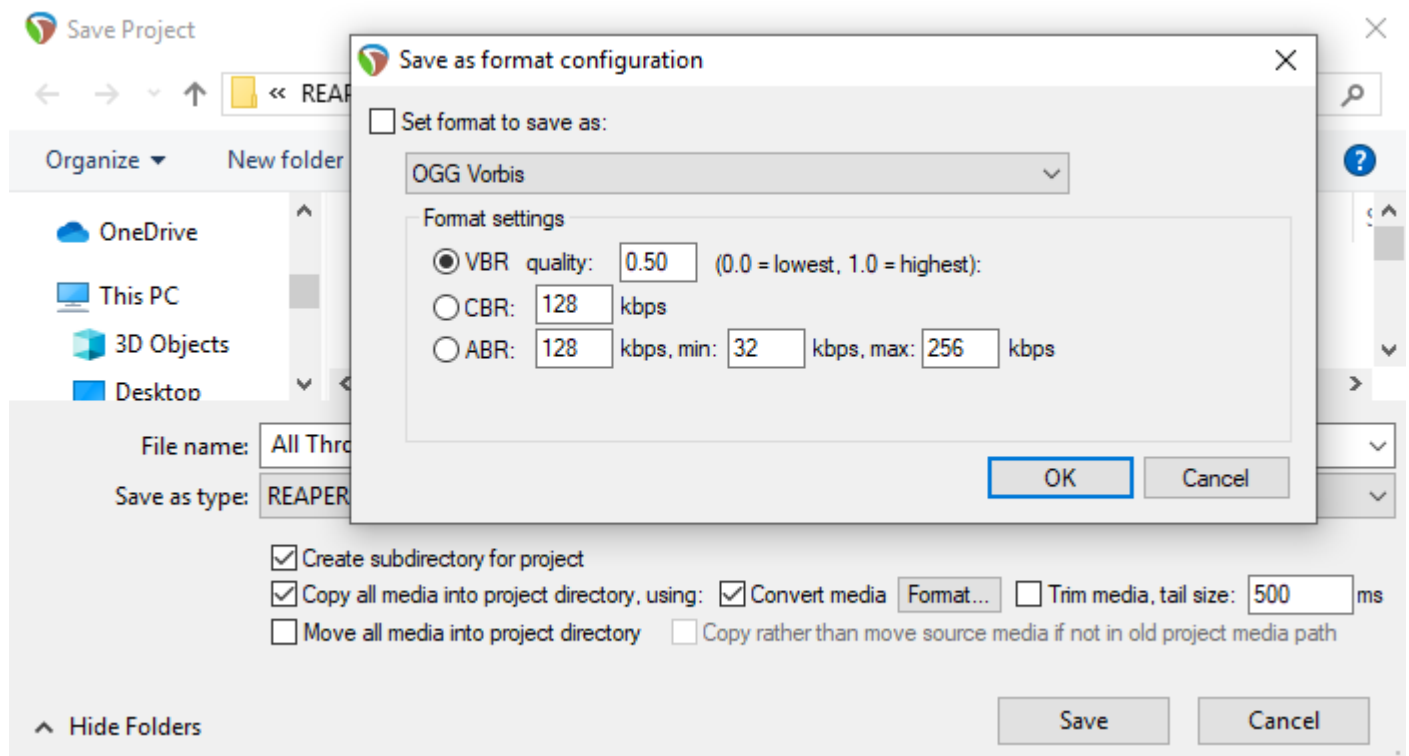 Save Project
Save as format configuration
« REAP
Set format to save as:
Organize
New folder
OGG Vorbis
Format settings
OneDrive
VBR quality: 0.50 (0.0 = lowest, 1.0 = highest):
This PC
CBR: 128 kbps
3D Objects
ABR: 128 kbps, min: 32 kbps, max: 256 kbps
Desktop
File name: All Thro
OK
Cancel
Save as type: REAPER
Create subdirectory for project
Copy all media into project directory, using: Convert media Format... Trim media, tail size: 500 ms
Move all media into project directory Copy rather than move source media if not in old project media path
Hide Folders
Save
Cancel